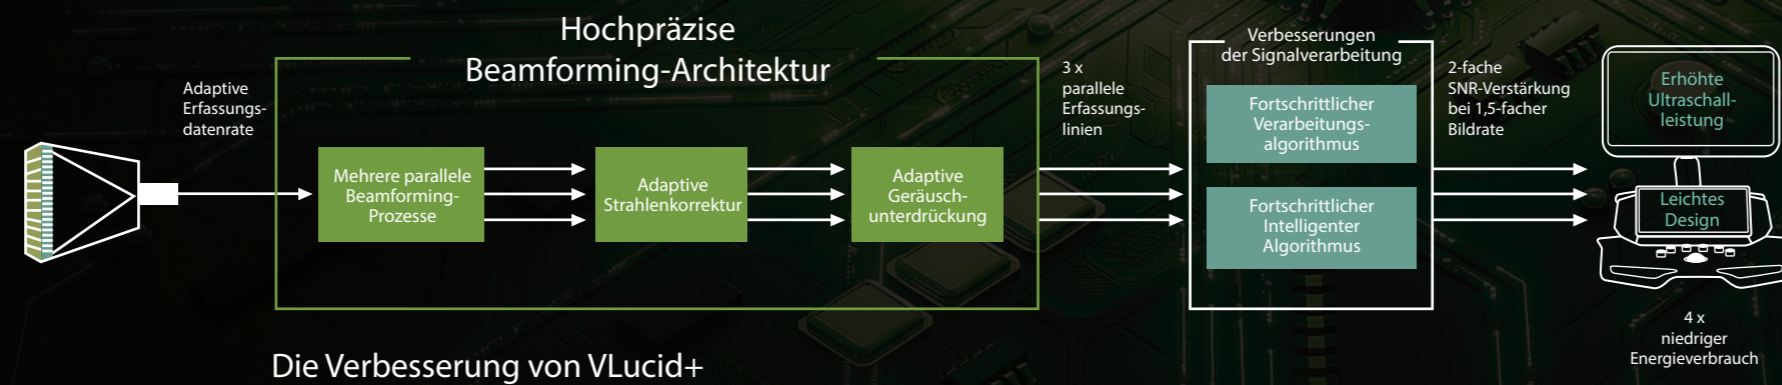 Hochpräzise
Beamforming-Architektur
Adaptive
Erfassungs-
datenrate
Mehrere parallele
Beamforming-
Prozesse
Adaptive
Strahlenkorrektur
Adaptive
Geräusch-
unterdrückung
3 x
parallele
Erfassungs-
linien
Verbesserungen
der Signalverarbeitung
Fortschrittlicher
Verarbeitungs-
algorithmus
Fortschrittlicher
Intelligenter
Algorithmus
2-fache
SNR-Verstärkung
bei 1,5-facher
Bildrate
Erhöhte
Ultraschall-
leistung
Leichtes
Design
4 x
niedriger
Energieverbrauch
Die Verbesserung von VLucid+